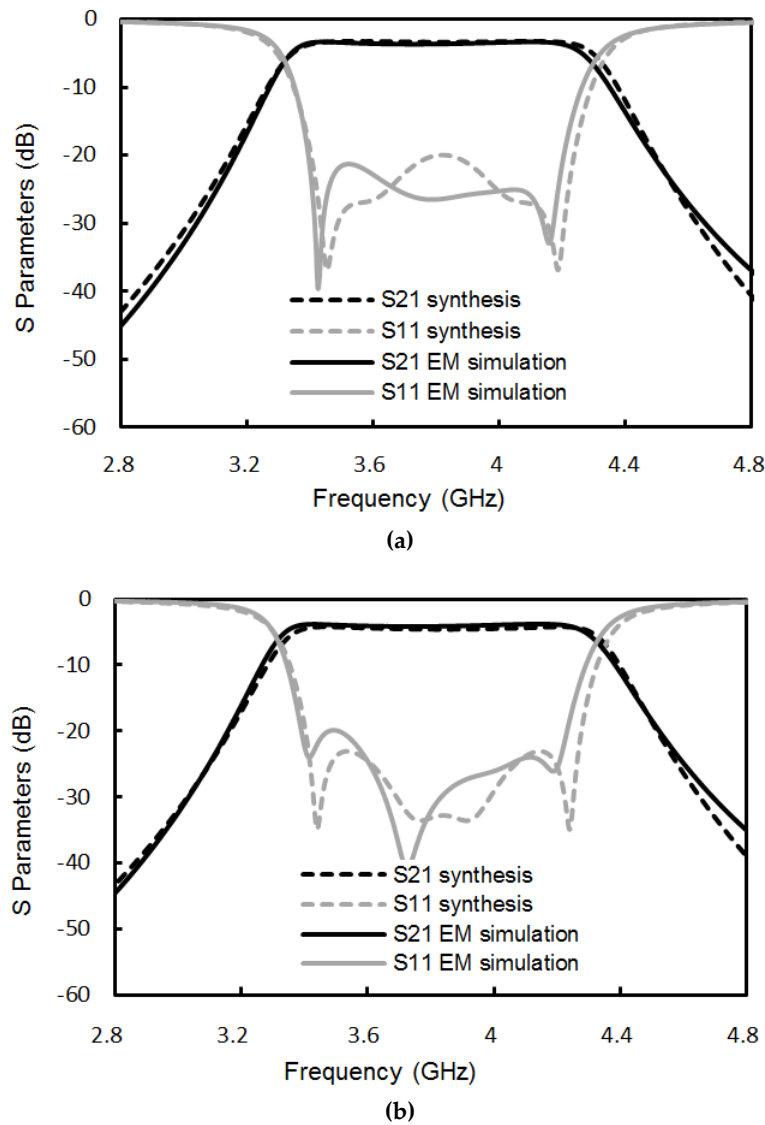 0
-10
-20
-30
-40
-50
-60
S Parameters (dB)
S21 synthesis
S11 synthesis
S21 EM simulation
S11 EM simulation
2.8 3.2 3.6 4 4.4 4.8
Frequency (GHz)
(a)
0
-10
-20
-30
-40
-50
-60
S Parameters (dB)
S21 synthesis
S11 synthesis
S21 EM simulation
S11 EM simulation
2.8 3.2 3.6 4 4.4 4.8
Frequency (GHz)
(b)